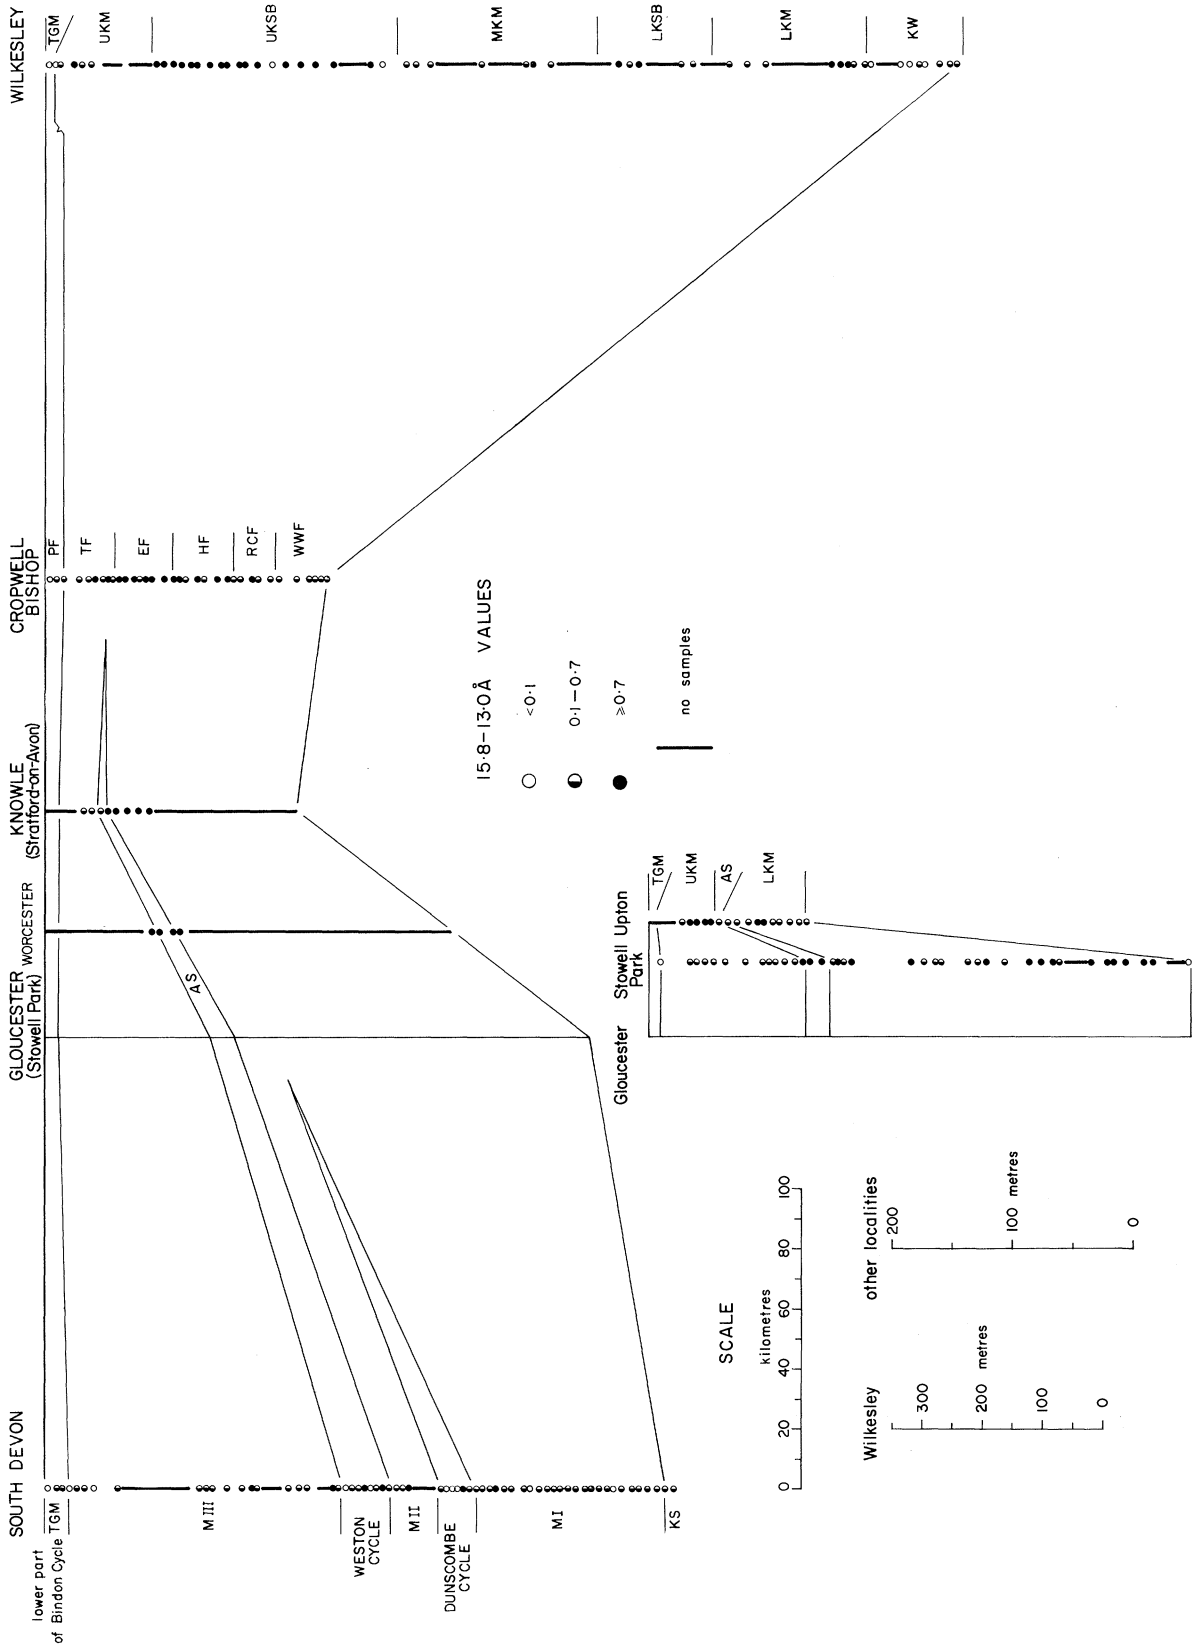 SOUTH DEVON
GLOUCESTER
(Stowell Park)
WORCESTER
KNOWLE
(Stratford-on-Avon)
CROPWELL
BISHOP
WILKESLEY
lower part
of Bindon Cycle
TGM
M III
WESTON
CYCLE
M II
DUNSCOMBE
CYCLE
M I
KS
AS
PF
TF
EF
HF
RCF
WWF
TGM
UKM
UKSB
MKM
LKSB
LKM
KW
15·8–13·0Å VALUES
<0·1
0·1–0·7
⩾0·7
no samples
Gloucester
Stowell
Park
Upton
TGM
UKM
AS
LKM
SCALE
kilometres
0 20 40 60 80 100
Wilkesley
300
200 metres
100
0
other localities
200
100 metres
0